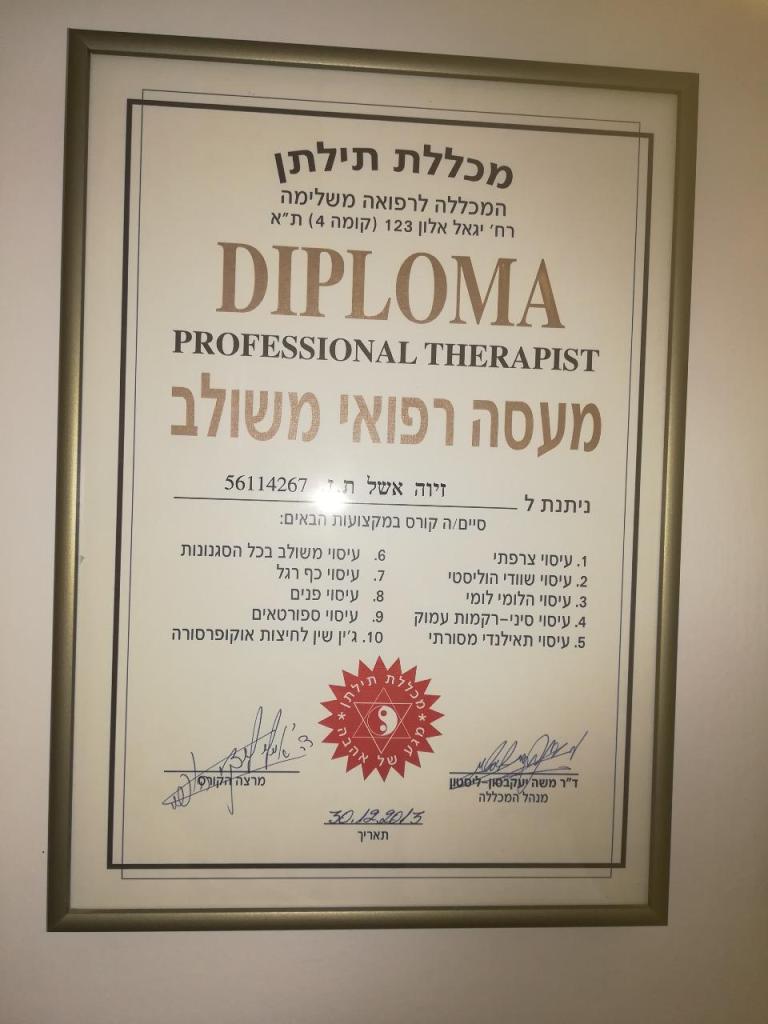 מכללת תילתן
המכללה לרפואה משלימה
רח' יגאל אלון 123 (קומה 4) ת"א
DIPLOMA
PROFESSIONAL THERAPIST
מעסה רפואי משולב
ניתנת ל זיוה אשל ת.ז. 56114267
סיים/ה קורס במקצועות הבאים:
1. עיסוי צרפתי
2. עיסוי שוודי הוליסטי
3. עיסוי הלומי לומי
4. עיסוי סיני-רקמות עמוק
5. עיסוי תאילנדי מסורתי
6. עיסוי משולב בכל הסגנונות
7. עיסוי כף רגל
8. עיסוי פנים
9. עיסוי ספורטאים
10. ג'ין שין לחיצות אוקופרסורה
מכללת תילתן
מגע של אהבה
מרצה הקורס
ד"ר משה יעקבסון-ליסטון
מנהל המכללה
30.12.2013
תאריך